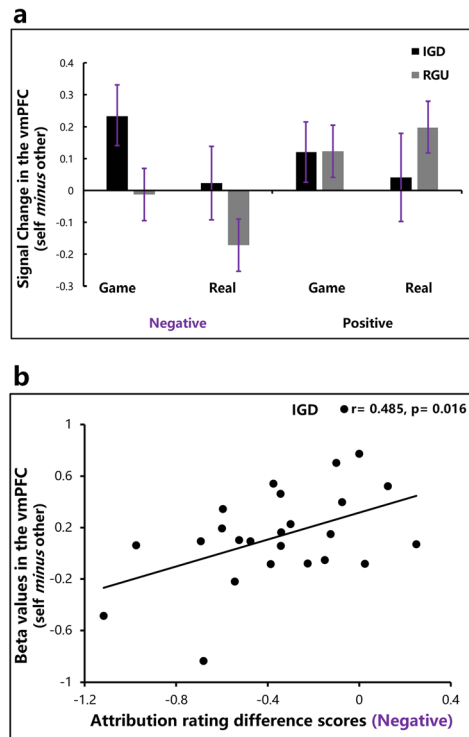 a
IGD
RGU
Signal Change in the vmPFC
(self minus other)
0.4
0.3
0.2
0.1
0
-0.1
-0.2
-0.3
Game Real Game Real
Negative Positive
b
IGD r= 0.485, p= 0.016
Beta values in the vmPFC
(self minus other)
1
0.6
0.2
-0.2
-0.6
-1
-1.2 -0.8 -0.4 0 0.4
Attribution rating difference scores (Negative)